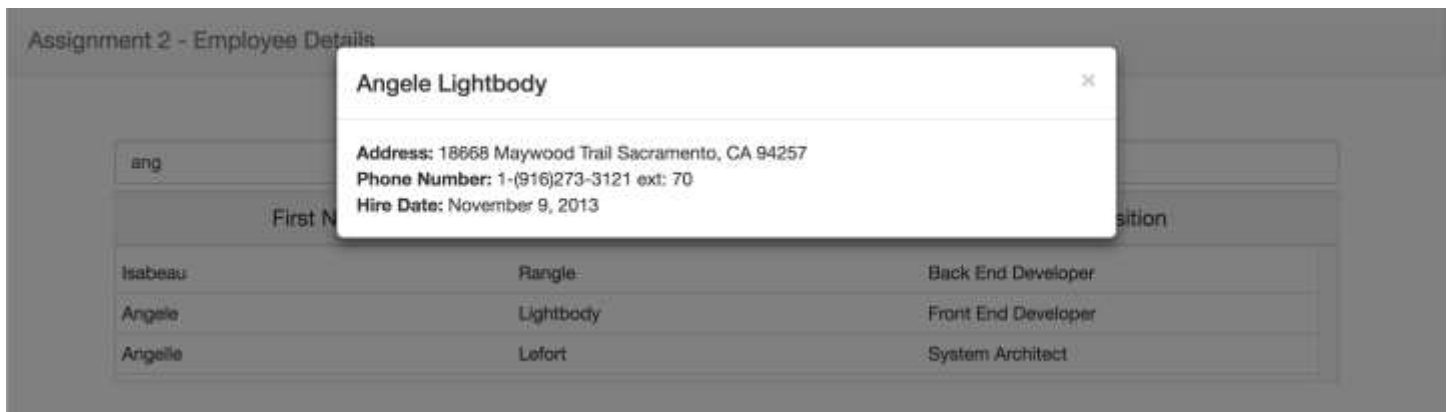 Assignment 2 - Employee Details
Angele Lightbody ×
Address: 18668 Maywood Trail Sacramento, CA 94257
Phone Number: 1-(916)273-3121 ext: 70
Hire Date: November 9, 2013
ang
First N sition
Isabeau Rangle Back End Developer
Angele Lightbody Front End Developer
Angelle Lefort System Architect